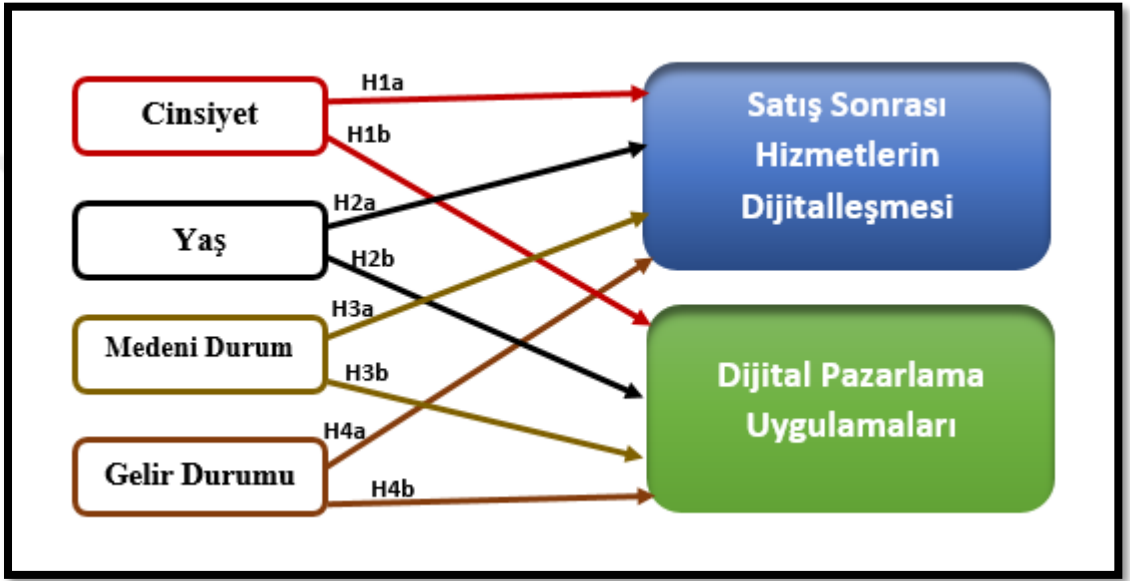 Cinsiyet
H1a
H1b
Yaş
H2a
H2b
Medeni Durum
H3a
H3b
Gelir Durumu
H4a
H4b
Satış Sonrası
Hizmetlerin
Dijitalleşmesi
Dijital Pazarlama
Uygulamaları